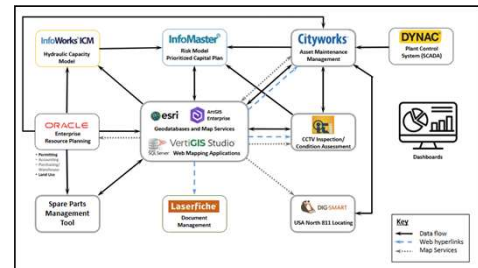 InfoWorks ICM
Hydraulic Capacity
Model
InfoMaster
Risk Model
Prioritized Capital Plan
Cityworks
Asset Maintenance
Management
DYNAC
Plant Control
System (SCADA)
ORACLE
Enterprise
Resource Planning
Permitting
Accounting
Purchasing/
Warehouse
Land Use
esri
ArcGIS
Enterprise
Geodatabases and Map Services
SQL Server
VertiGIS Studio
Web Mapping Applications
CCTV Inspection/
Condition Assessment
Dashboards
Spare Parts
Management
Tool
Laserfiche
Document
Management
DIG SMART
USA North 811 Locating
Key
Data flow
Web hyperlinks
Map Services